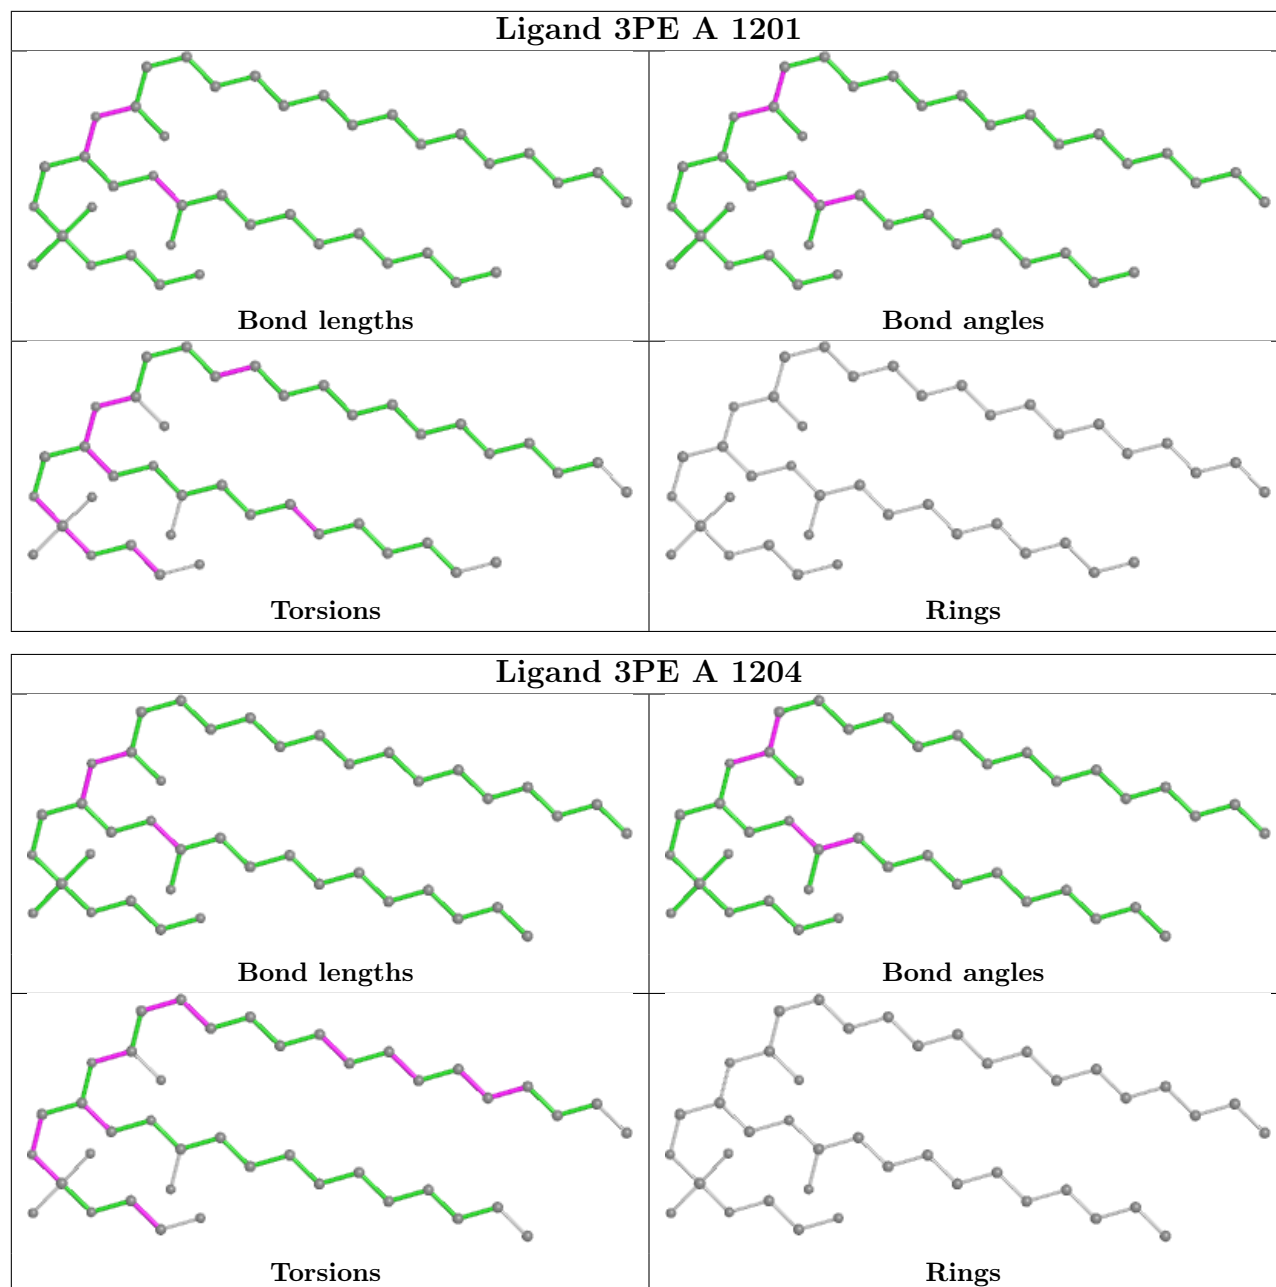 Ligand 3PE A 1201
Bond lengths
Bond angles
Torsions
Rings
Ligand 3PE A 1204
Bond lengths
Bond angles
Torsions
Rings